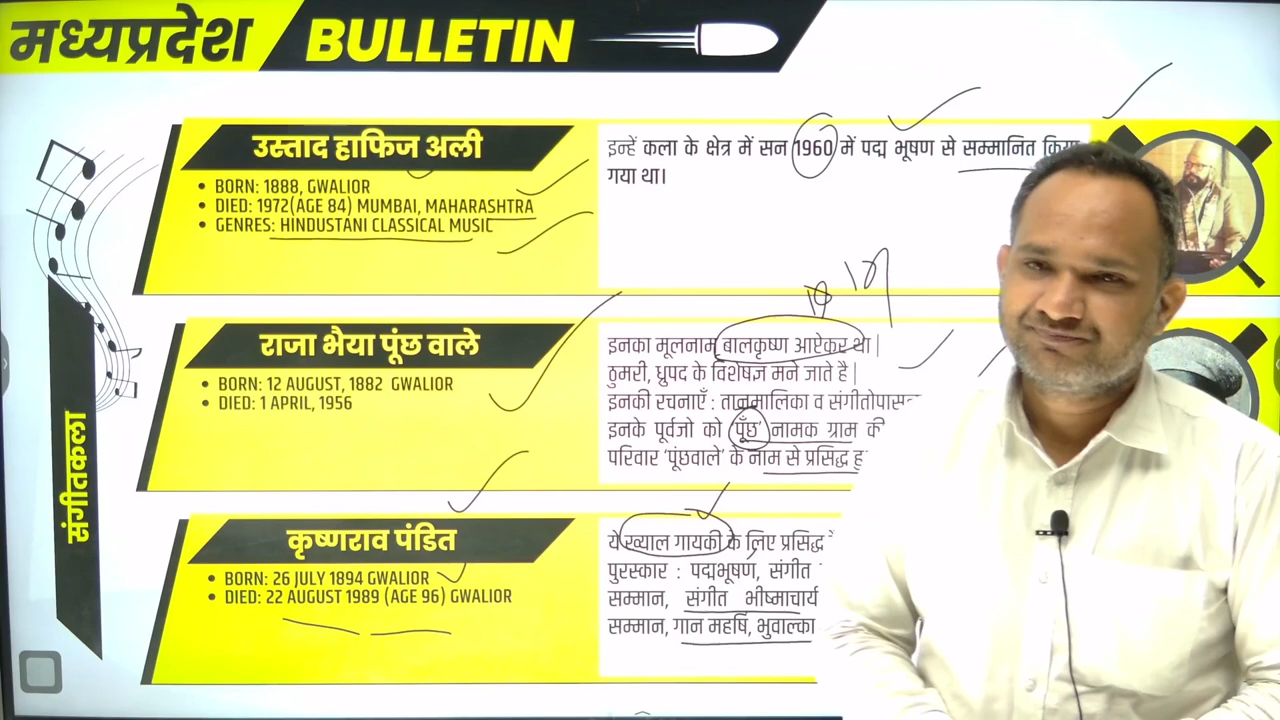 मध्यप्रदेश BULLETIN
उस्ताद हाफिज अली
• BORN: 1888, GWALIOR
• DIED: 1972(AGE 84) MUMBAI, MAHARASHTRA
• GENRES: HINDUSTANI CLASSICAL MUSIC
इन्हें कला के क्षेत्र में सन 1960 में पद्म भूषण से सम्मानित किया
गया था।
राजा भैया पूंछ वाले
• BORN: 12 AUGUST, 1882 GWALIOR
• DIED: 1 APRIL, 1956
इनका मूलनाम बालकृष्ण आष्टेकर था |
ठुमरी, ध्रुपद के विशेषज्ञ मने जाते है |
इनकी रचनाएँ : तानमालिका व
इनके पूर्वजो को पूँछ' नामक ग्राम की
परिवार 'पूंछवाले' के नाम से प्रसिद्ध
कृष्णराव पंडित
• BORN: 26 JULY 1894 GWALIOR
• DIED: 22 AUGUST 1989 (AGE 96) GWALIOR
ये ख्याल गायकी के लिए प्रसिद्ध
पुरस्कार : पद्मभूषण, संगीत
सम्मान, संगीत भीष्माचार्य
सम्मान, गान महर्षि, भुवाल्का
संगीतकला